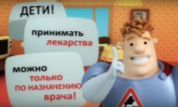 ДЕТИ!
принимать
лекарства
можно
только
по назначению
врача!